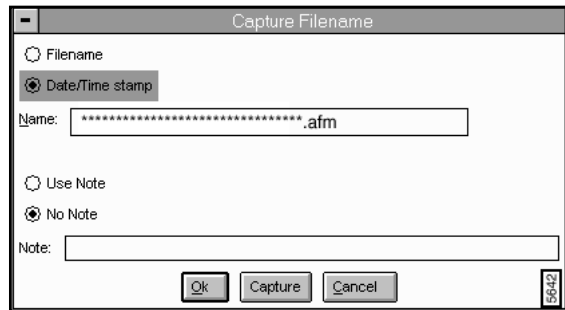 Capture Filename
Filename
Date/Time stamp
Name: ********************************.afm
Use Note
No Note
Note:
Ok Capture Cancel
5642